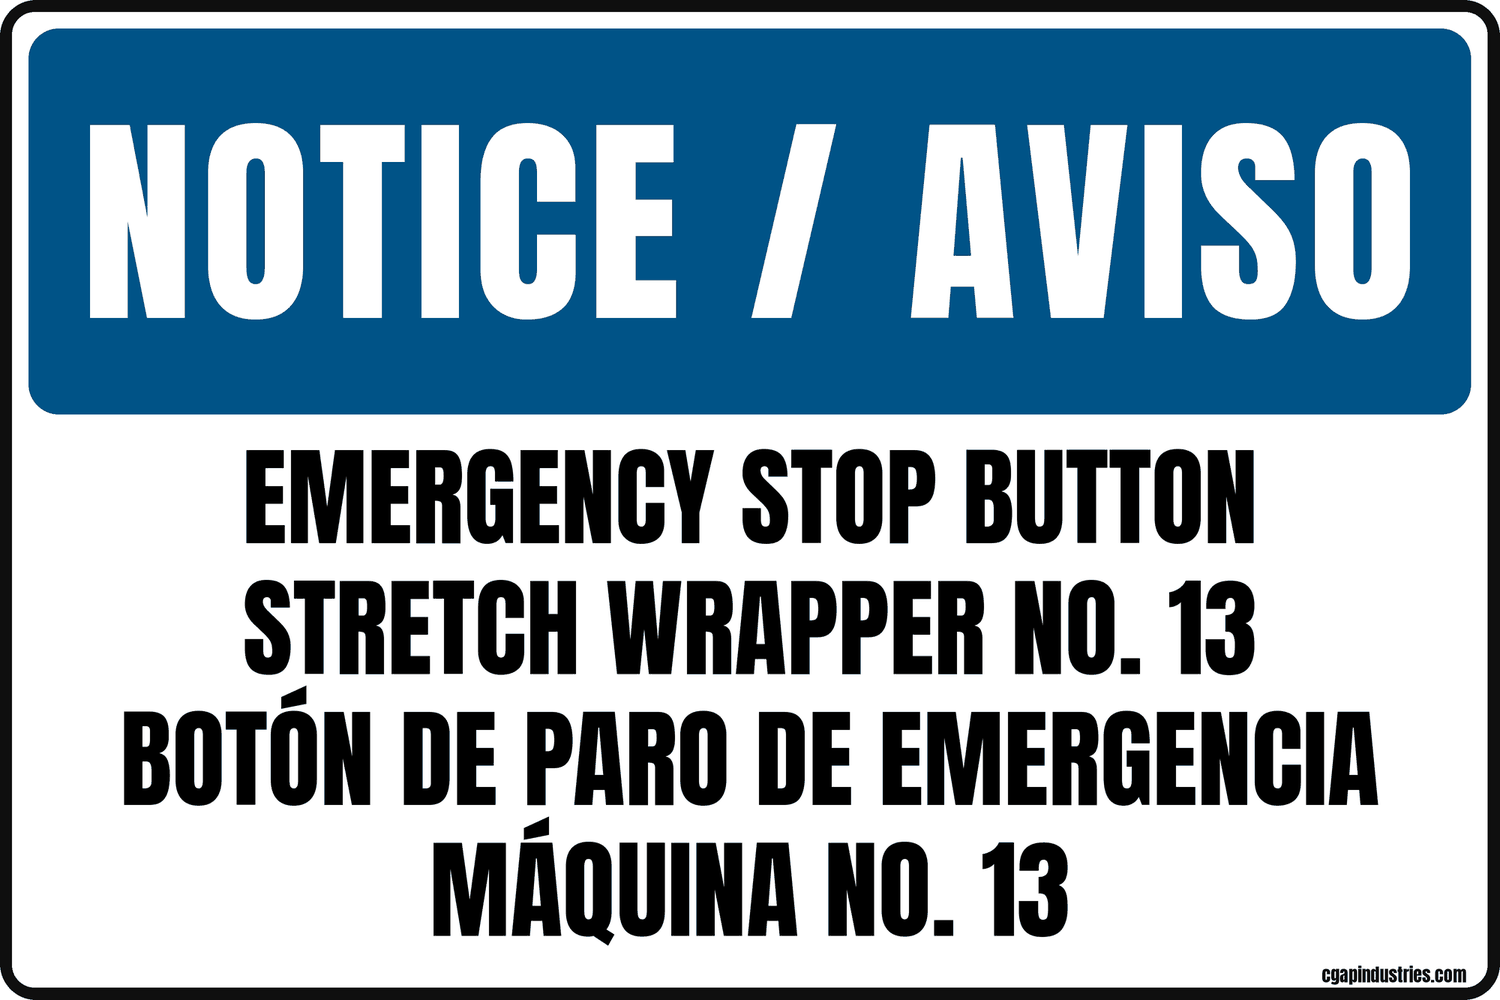 NOTICE / AVISO
EMERGENCY STOP BUTTON
STRETCH WRAPPER NO. 13
BOTÓN DE PARO DE EMERGENCIA
MÁQUINA NO. 13
cgapindustries.com